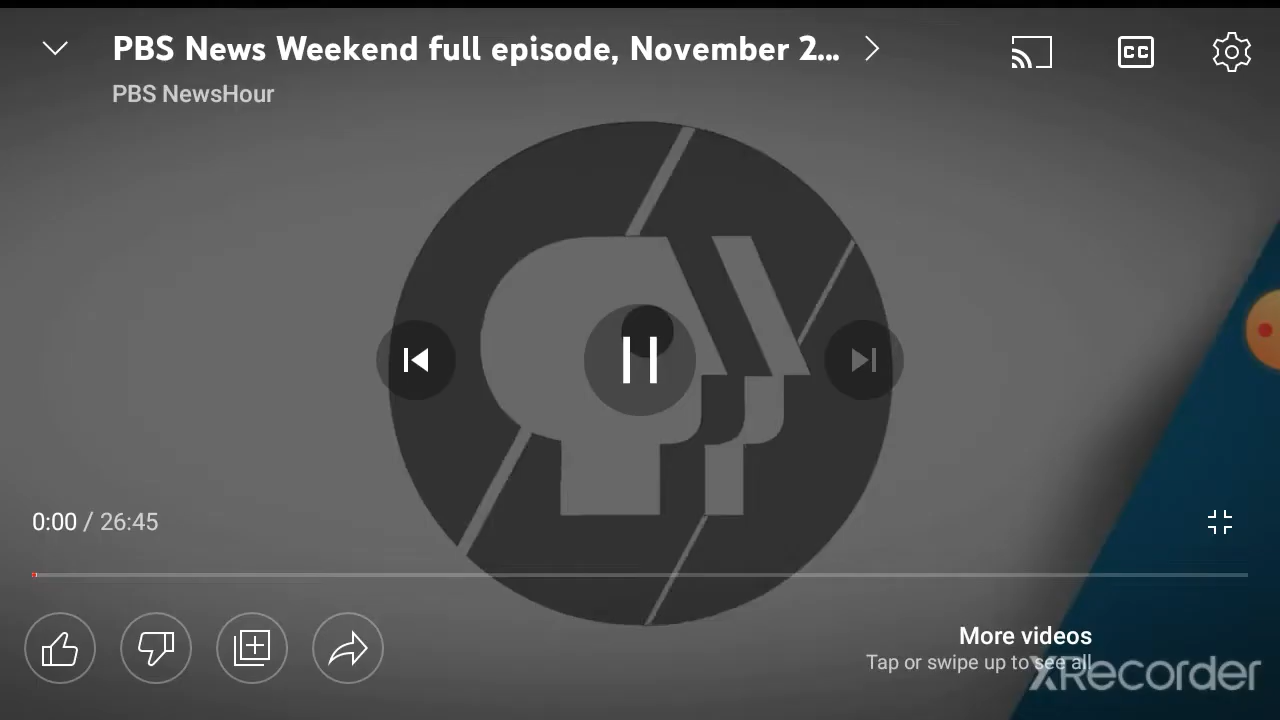 PBS News Weekend full episode, November 2...
PBS NewsHour
CC
0:00 / 26:45
More videos
Tap or swipe up to see all
XRecorder